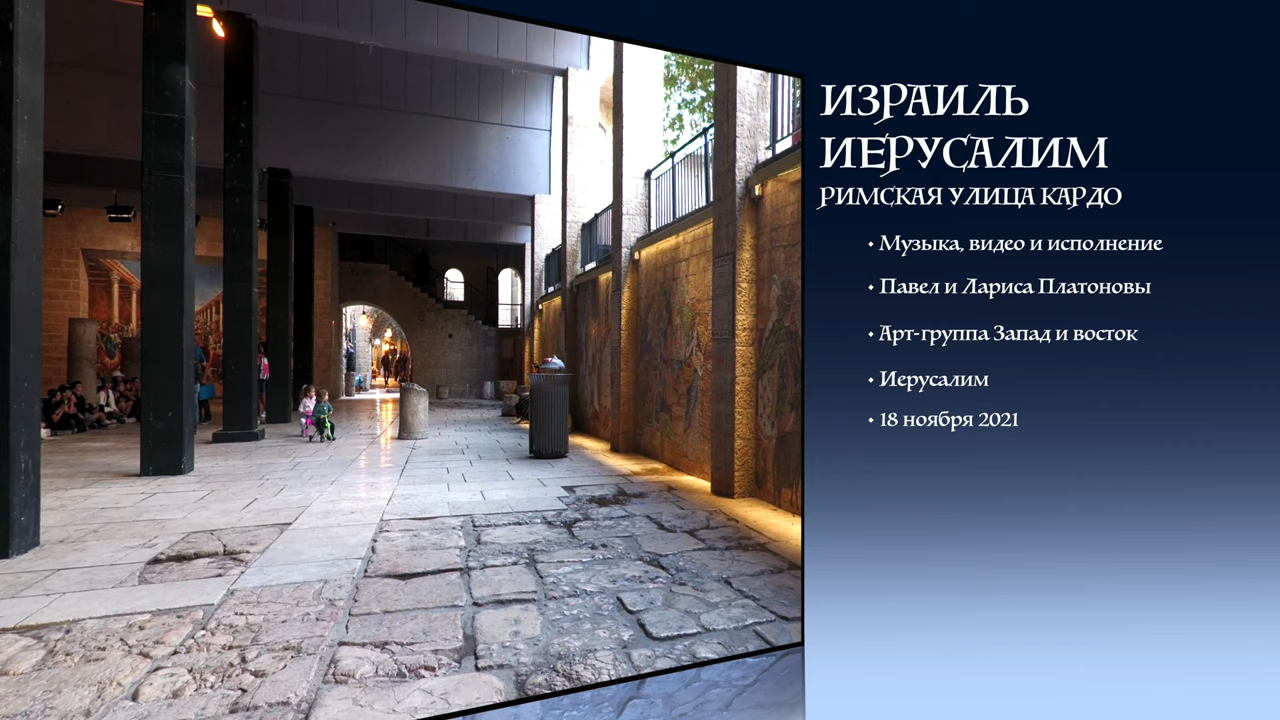 ИЗРАИЛЬ
ИЕРУСАЛИМ
РИМСКАЯ УЛИЦА КАРДО
• Музыка, видео и исполнение
• Павел и Лариса Платоновы
• Арт-группа Запад и восток
• Иерусалим
• 18 ноября 2021